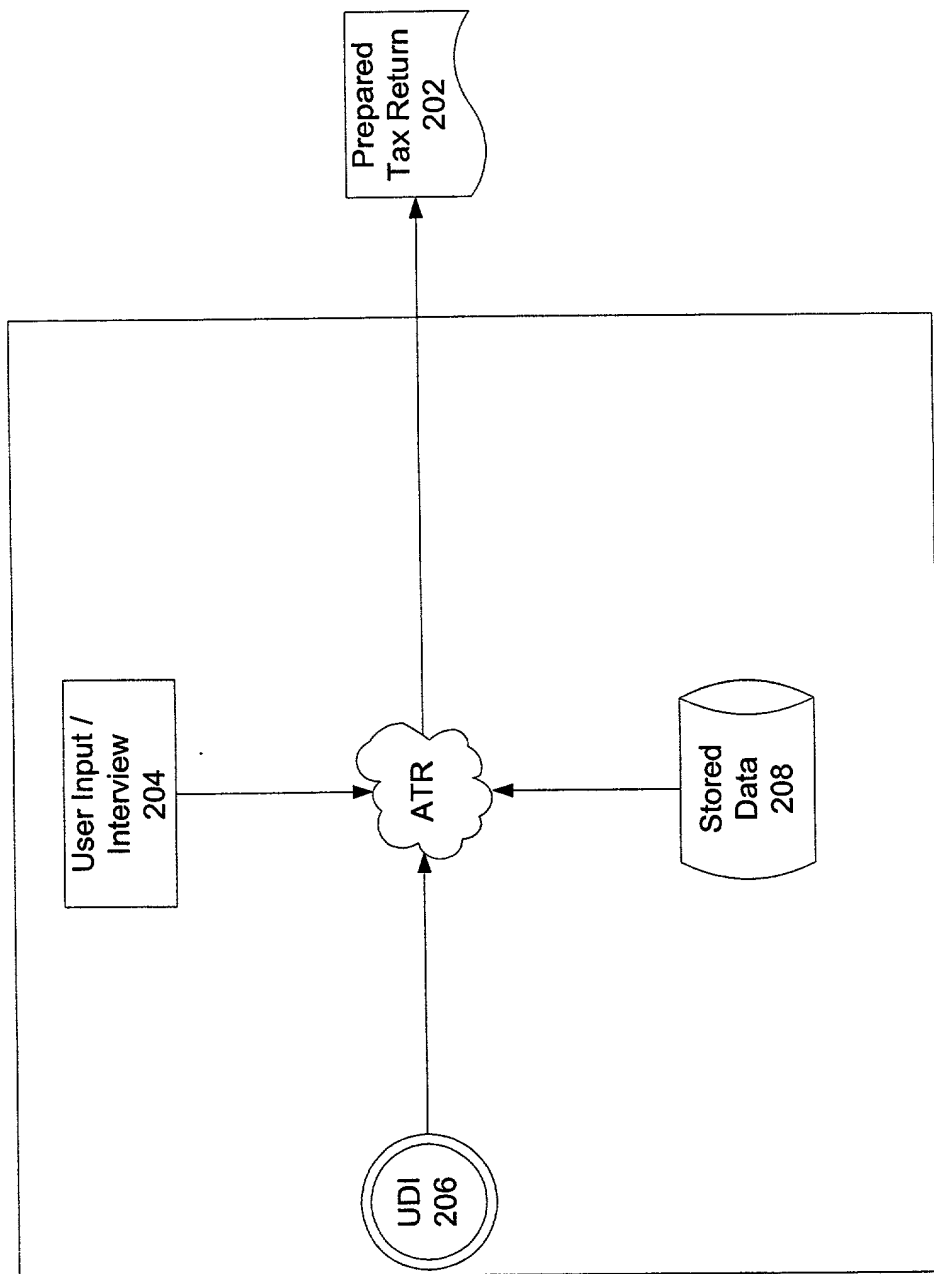 Prepared
Tax Return
202
User Input /
Interview
204
ATR
Stored
Data
208
UDI
206